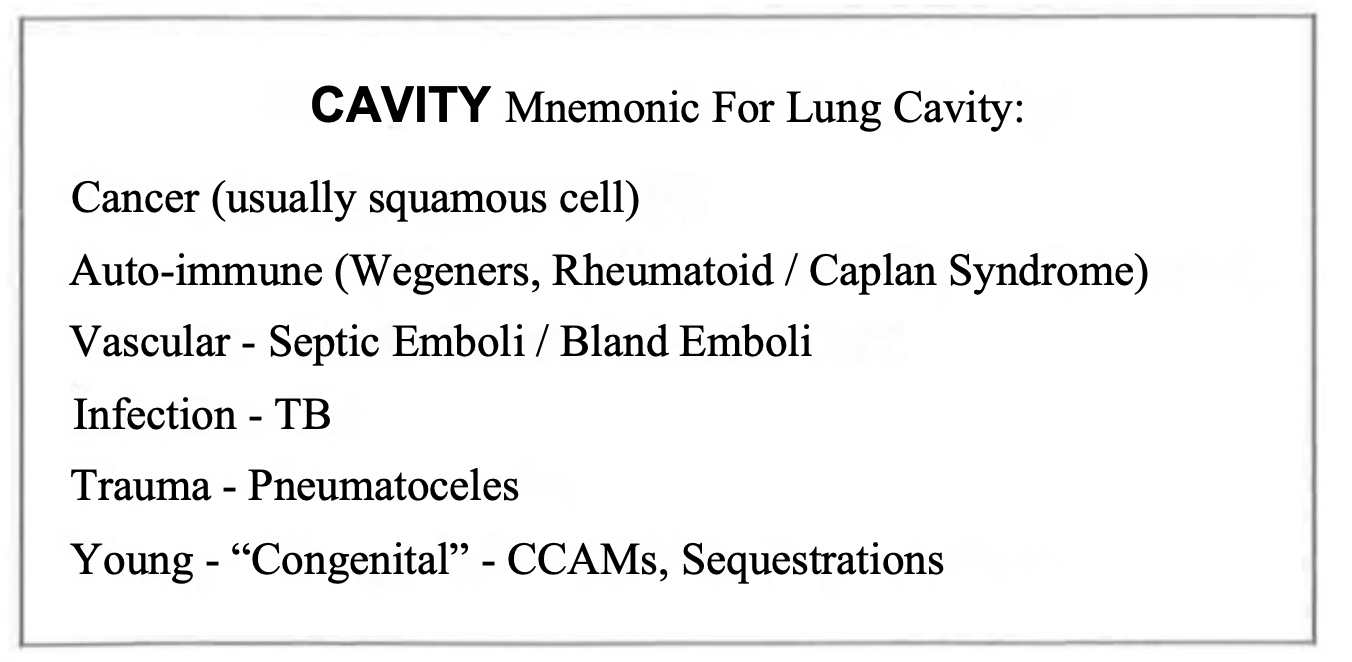 CAVITY Mnemonic For Lung Cavity:
Cancer (usually squamous cell)
Auto-immune (Wegeners, Rheumatoid / Caplan Syndrome)
Vascular - Septic Emboli / Bland Emboli
Infection - TB
Trauma - Pneumatoceles
Young - “Congenital” - CCAMs, Sequestrations